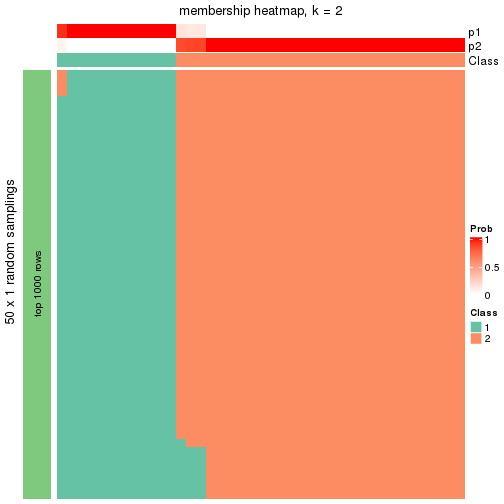 membership heatmap, k = 2
p1
p2
Class
50 x 1 random samplings
top 1000 rows
Prob
1
0.5
0
Class
1
2